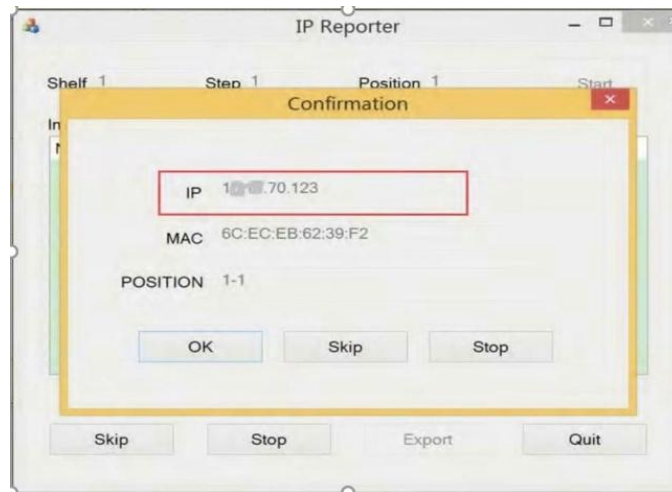 IP Reporter
Shelf 1 Step 1 Position 1 Start
Confirmation
IP .70.123
MAC 6C:EC:EB:62:39:F2
POSITION 1-1
OK Skip Stop
Skip Stop Export Quit